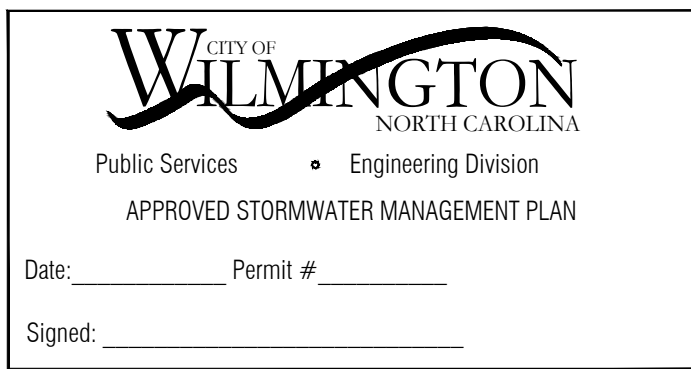 CITY OF
WILMINGTON
NORTH CAROLINA
Public Services Engineering Division
APPROVED STORMWATER MANAGEMENT PLAN
Date:____________ Permit #__________
Signed: ____________________________